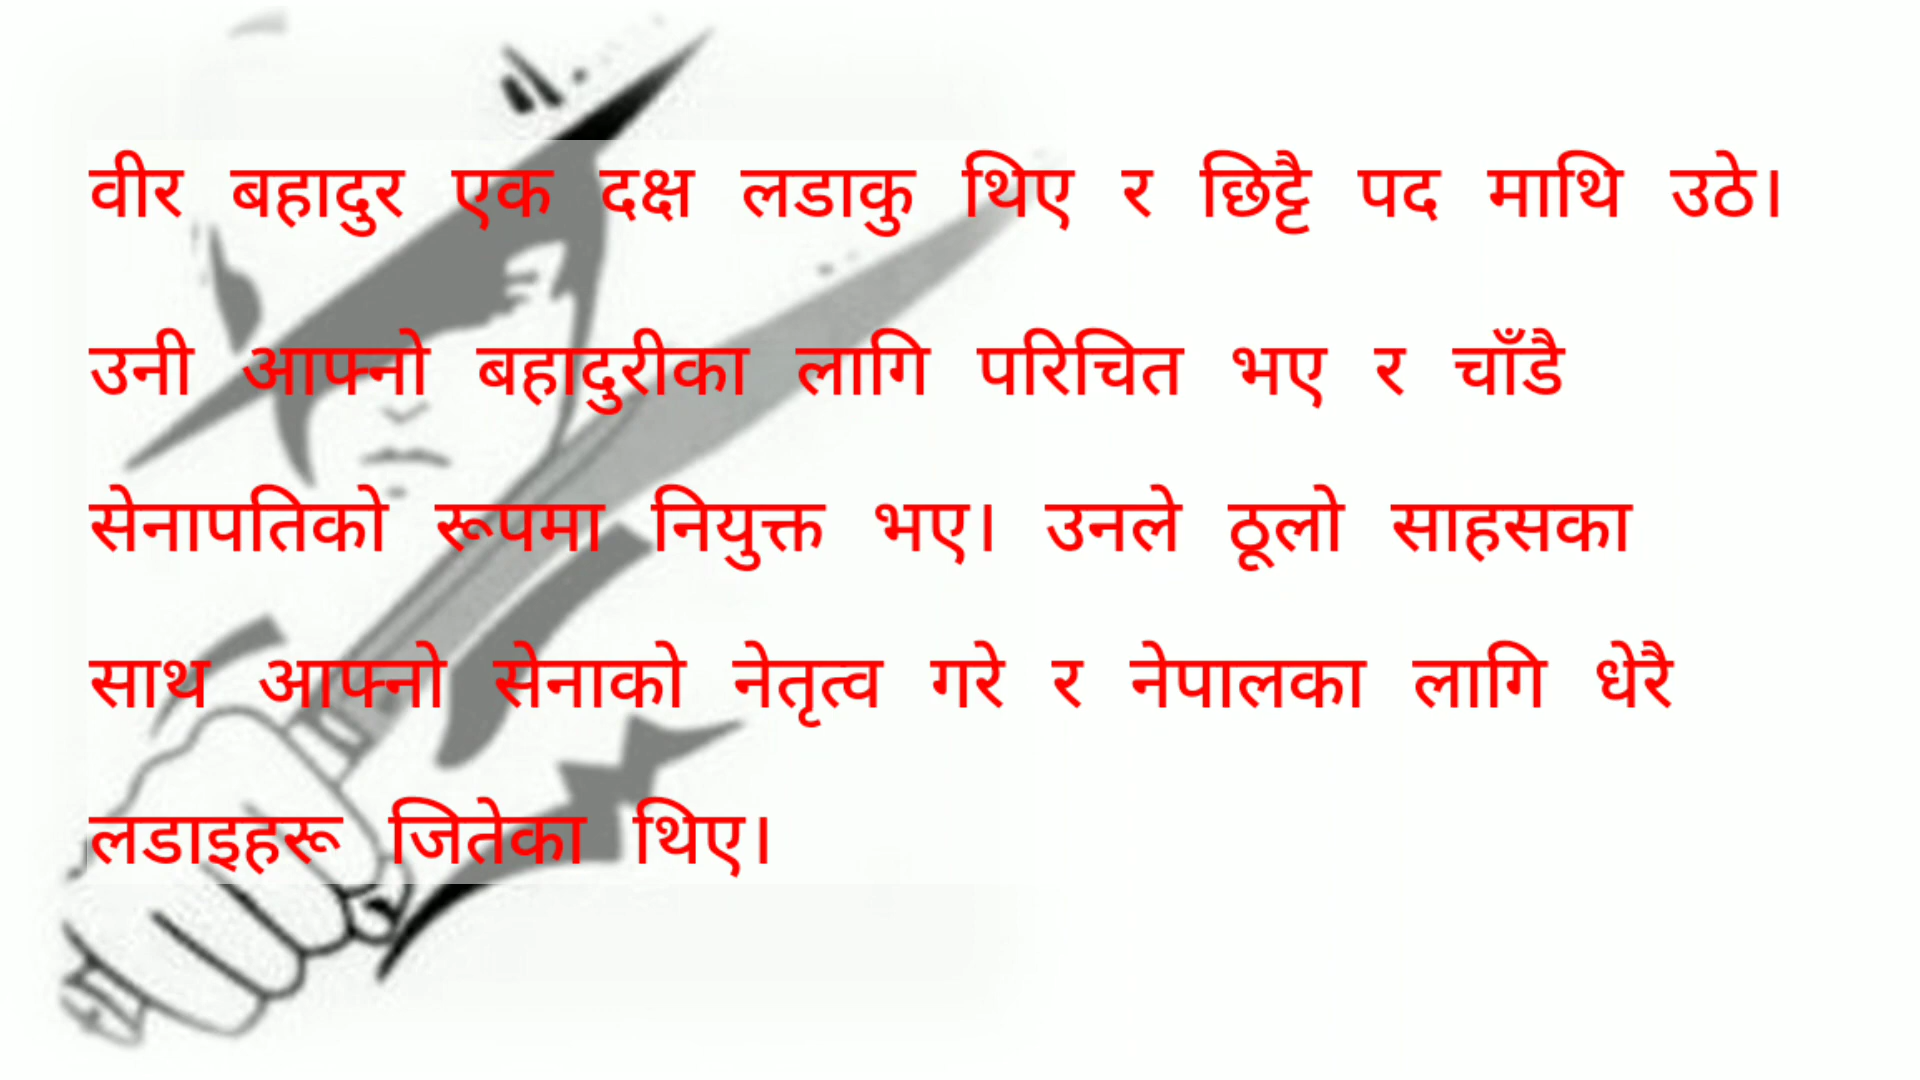 वीर बहादुर एक दक्ष लडाकु थिए र छिट्टै पद माथि उठे।
उनी आफ्नो बहादुरीका लागि परिचित भए र चाँडै
सेनापतिको रूपमा नियुक्त भए। उनले ठूलो साहसका
साथ आफ्नो सेनाको नेतृत्व गरे र नेपालका लागि धेरै
लडाइहरू जितेका थिए।